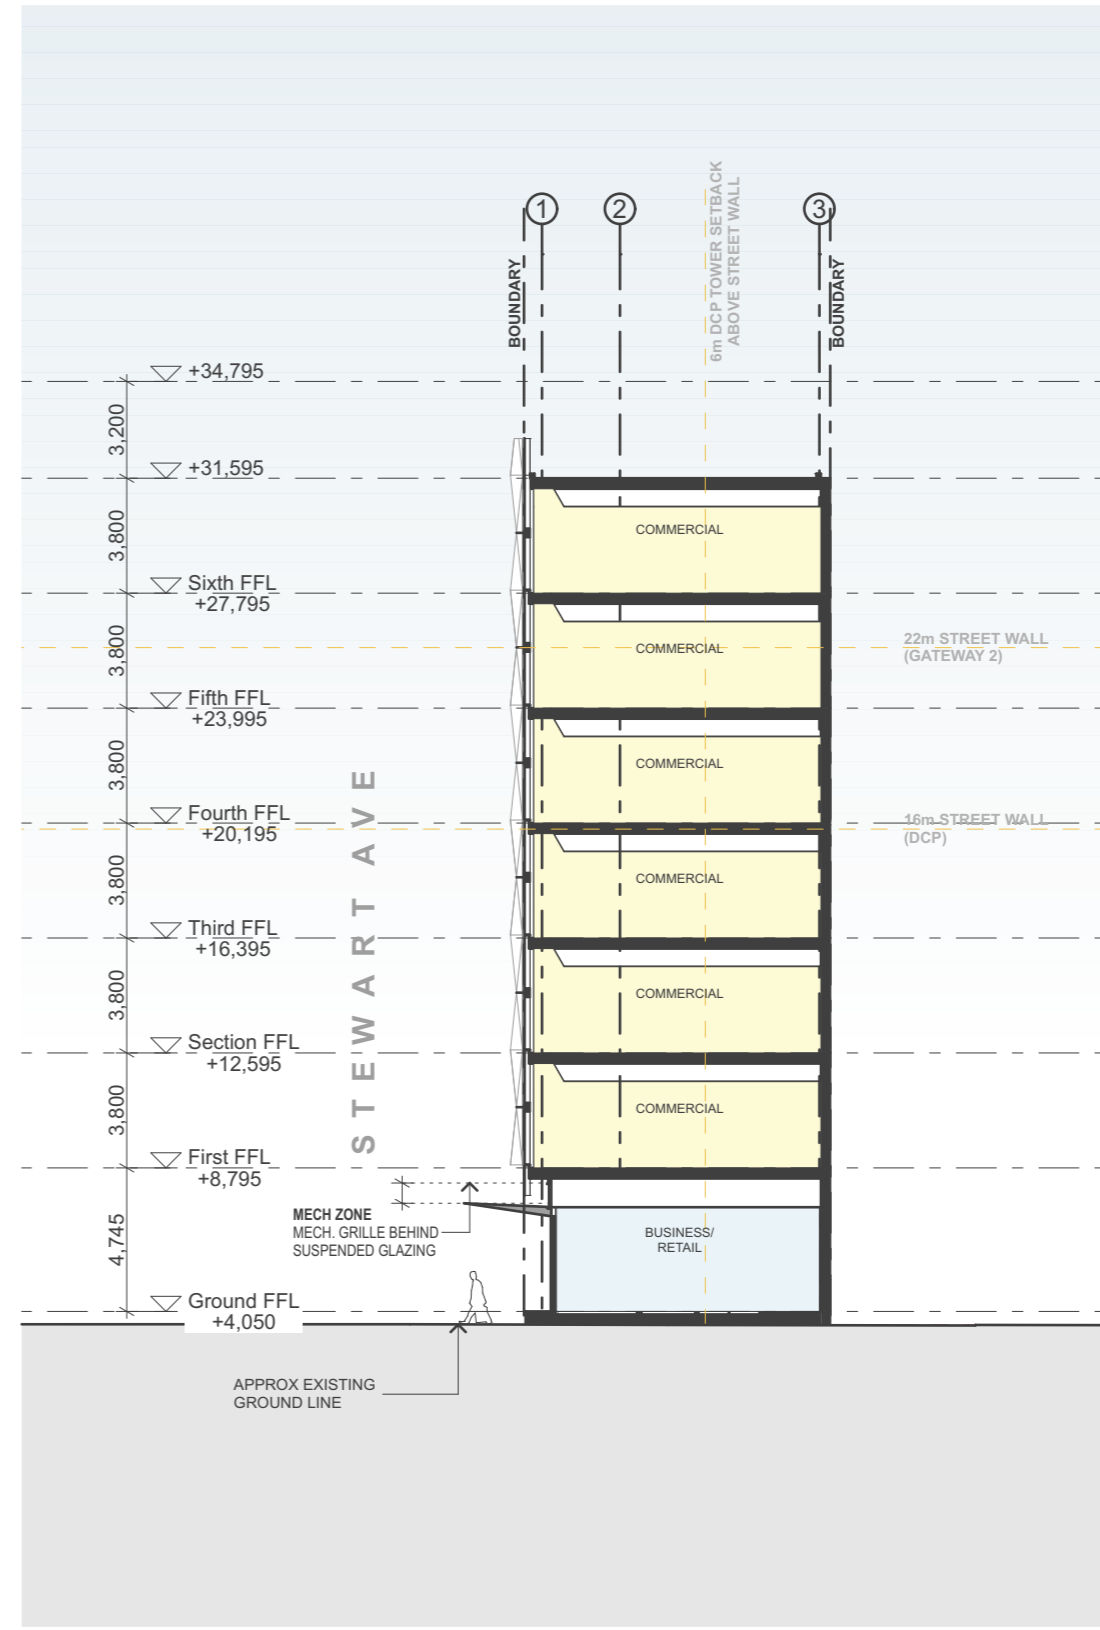 1
2
3
6m DCP TOWER SETBACK
ABOVE STREET WALL
BOUNDARY
BOUNDARY
+34,795
3,200
+31,595
3,800
COMMERCIAL
Sixth FFL
+27,795
3,800
COMMERCIAL
22m STREET WALL
(GATEWAY 2)
Fifth FFL
+23,995
3,800
COMMERCIAL
Fourth FFL
+20,195
16m STREET WALL
(DCP)
3,800
COMMERCIAL
STEWART AVE
Third FFL
+16,395
3,800
COMMERCIAL
Section FFL
+12,595
3,800
COMMERCIAL
First FFL
+8,795
MECH ZONE
MECH. GRILLE BEHIND
SUSPENDED GLAZING
4,745
BUSINESS/
RETAIL
Ground FFL
+4,050
APPROX EXISTING
GROUND LINE